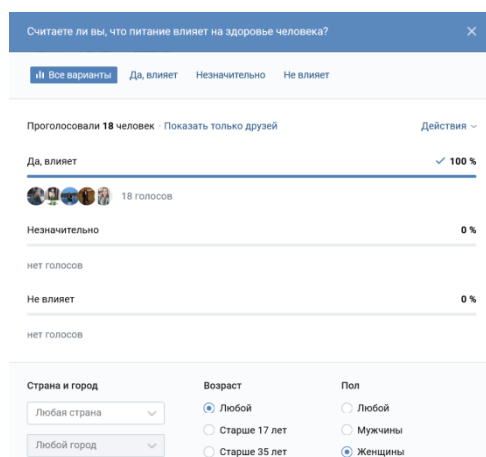 Считаете ли вы, что питание влияет на здоровье человека?
Все варианты Да, влияет Незначительно Не влияет
Проголосовали 18 человек · Показать только друзей Действия
Да, влияет 100 %
18 голосов
Незначительно 0 %
нет голосов
Не влияет 0 %
нет голосов
Страна и город Возраст Пол
Любая страна Любой Любой
Старше 17 лет Мужчины
Любой город Старше 35 лет Женщины